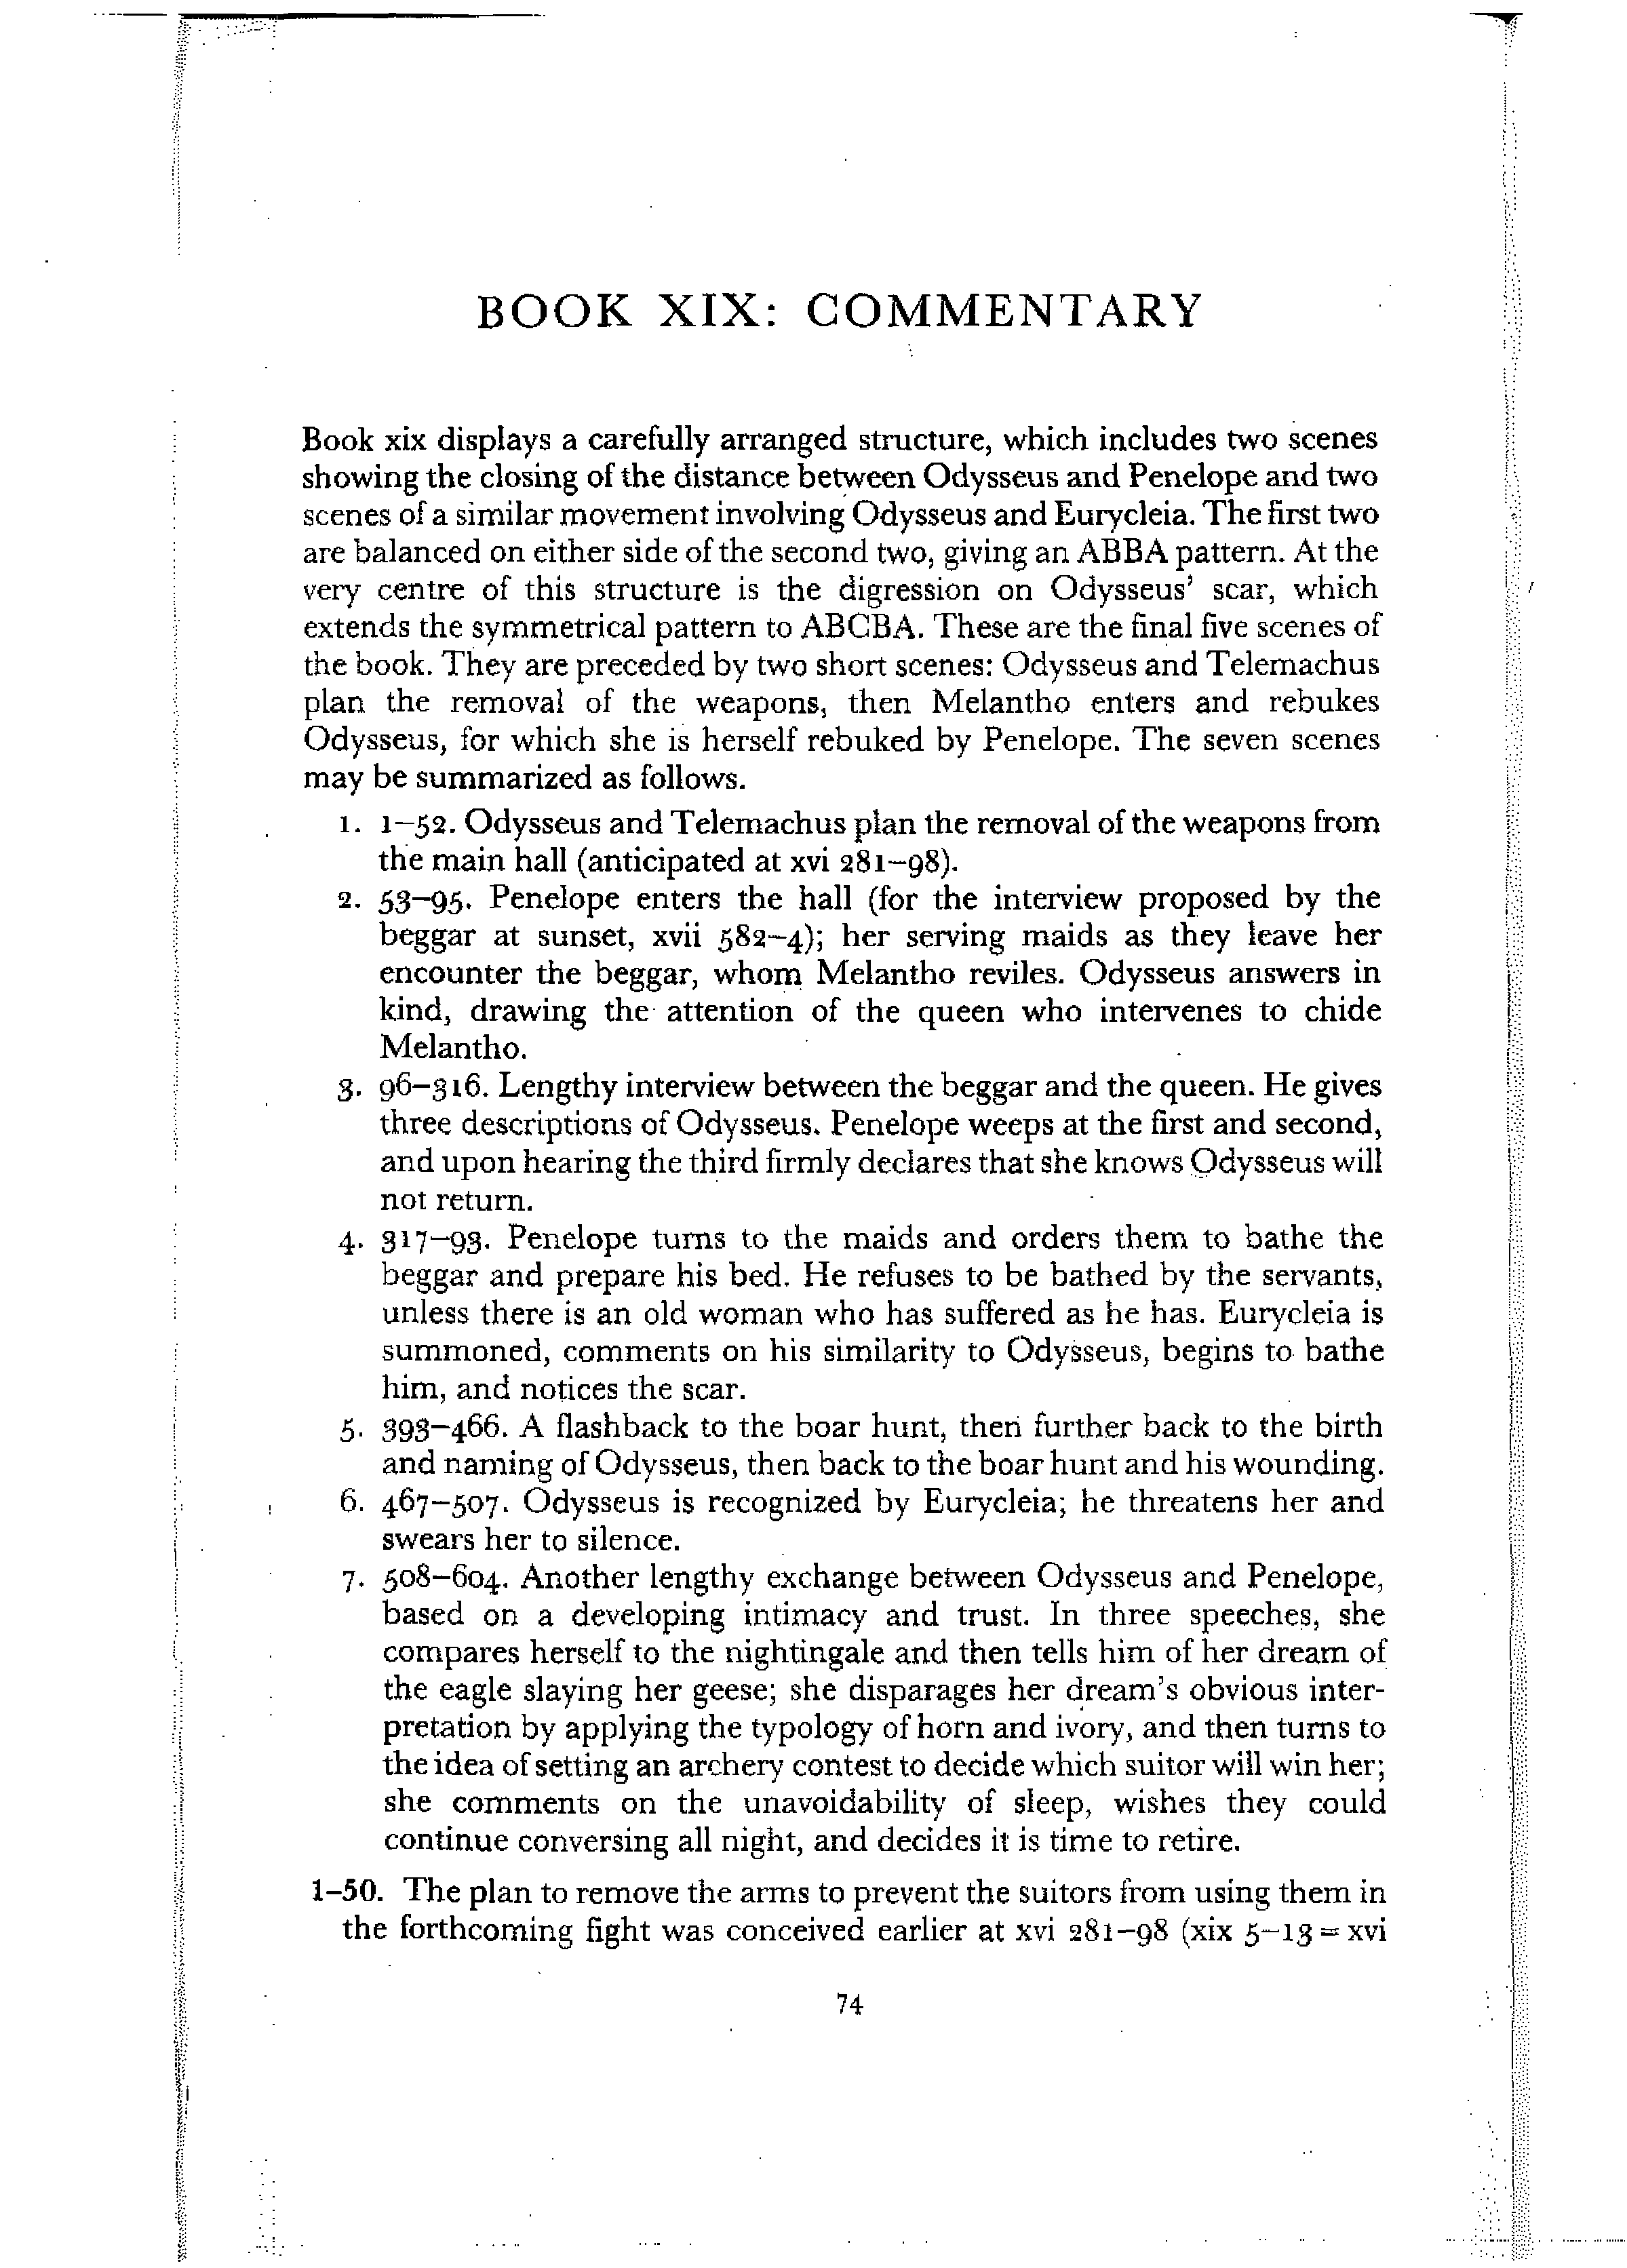 BOOK XIX: COMMENTARY
Book xix displays a carefully arranged structure, which includes two scenes
showing the closing of the distance between Odysseus and Penelope and two
scenes of a similar movement involving Odysseus and Eurycleia. The first two
are balanced on either side of the second two, giving an ABBA pattern. At the
very centre of this structure is the digression on Odysseus' scar, which
extends the symmetrical pattern to ABCBA. These are the final five scenes of
the book. They are preceded by two short scenes: Odysseus and Telemachus
plan the removal of the weapons, then Melantho enters and rebukes
Odysseus, for which she is herself rebuked by Penelope. The seven scenes
may be summarized as follows.
1. 1–52. Odysseus and Telemachus plan the removal of the weapons from
the main hall (anticipated at xvi 281–98).
2. 53–95. Penelope enters the hall (for the interview proposed by the
beggar at sunset, xvii 582–4); her serving maids as they leave her
encounter the beggar, whom Melantho reviles. Odysseus answers in
kind, drawing the attention of the queen who intervenes to chide
Melantho.
3. 96–316. Lengthy interview between the beggar and the queen. He gives
three descriptions of Odysseus. Penelope weeps at the first and second,
and upon hearing the third firmly declares that she knows Odysseus will
not return.
4. 317–93. Penelope turns to the maids and orders them to bathe the
beggar and prepare his bed. He refuses to be bathed by the servants,
unless there is an old woman who has suffered as he has. Eurycleia is
summoned, comments on his similarity to Odysseus, begins to bathe
him, and notices the scar.
5. 393–466. A flashback to the boar hunt, then further back to the birth
and naming of Odysseus, then back to the boar hunt and his wounding.
6. 467–507. Odysseus is recognized by Eurycleia; he threatens her and
swears her to silence.
7. 508–604. Another lengthy exchange between Odysseus and Penelope,
based on a developing intimacy and trust. In three speeches, she
compares herself to the nightingale and then tells him of her dream of
the eagle slaying her geese; she disparages her dream's obvious inter-
pretation by applying the typology of horn and ivory, and then turns to
the idea of setting an archery contest to decide which suitor will win her;
she comments on the unavoidability of sleep, wishes they could
continue conversing all night, and decides it is time to retire.
1–50. The plan to remove the arms to prevent the suitors from using them in
the forthcoming fight was conceived earlier at xvi 281–98 (xix 5–13 = xvi
74